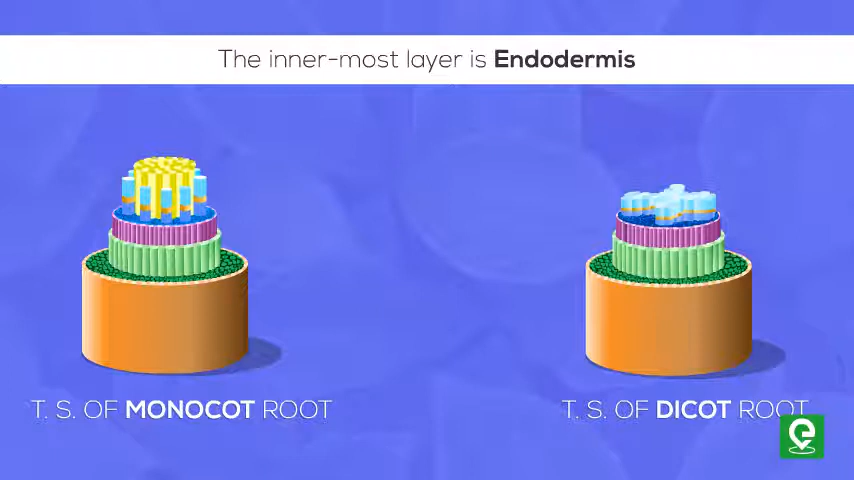 The inner-most layer is Endodermis
T. S. OF MONOCOT ROOT
T. S. OF DICOT ROOT